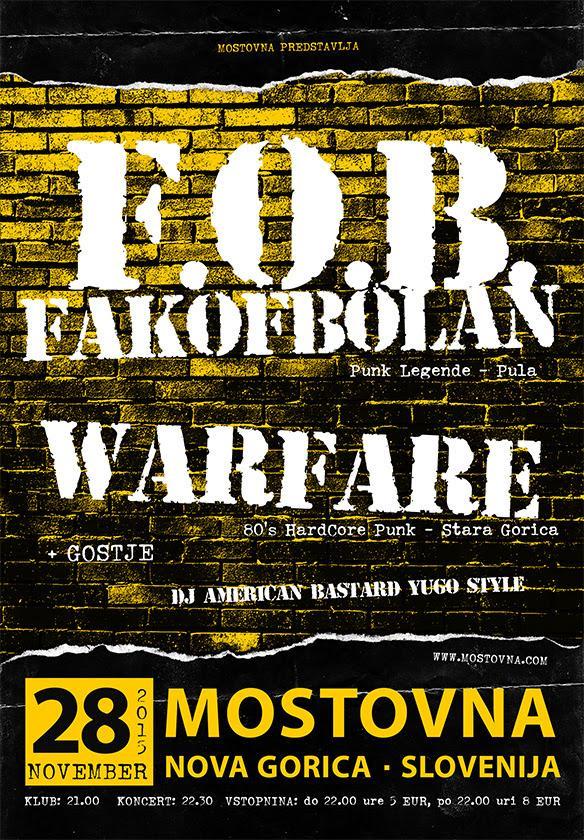 MOSTOVNA PREDSTAVLJA
F.O.B.
FAKOFBOLAN
Punk Legende - Pula
WARFARE
80's HardCore Punk - Stara Gorica
+ GOSTJE
DJ AMERICAN BASTARD YUGO STYLE
WWW.MOSTOVNA.COM
28 2015 MOSTOVNA
NOVEMBER NOVA GORICA · SLOVENIJA
KLUB: 21.00 KONCERT: 22.30 VSTOPNINA: do 22.00 ure 5 EUR, po 22.00 uri 8 EUR